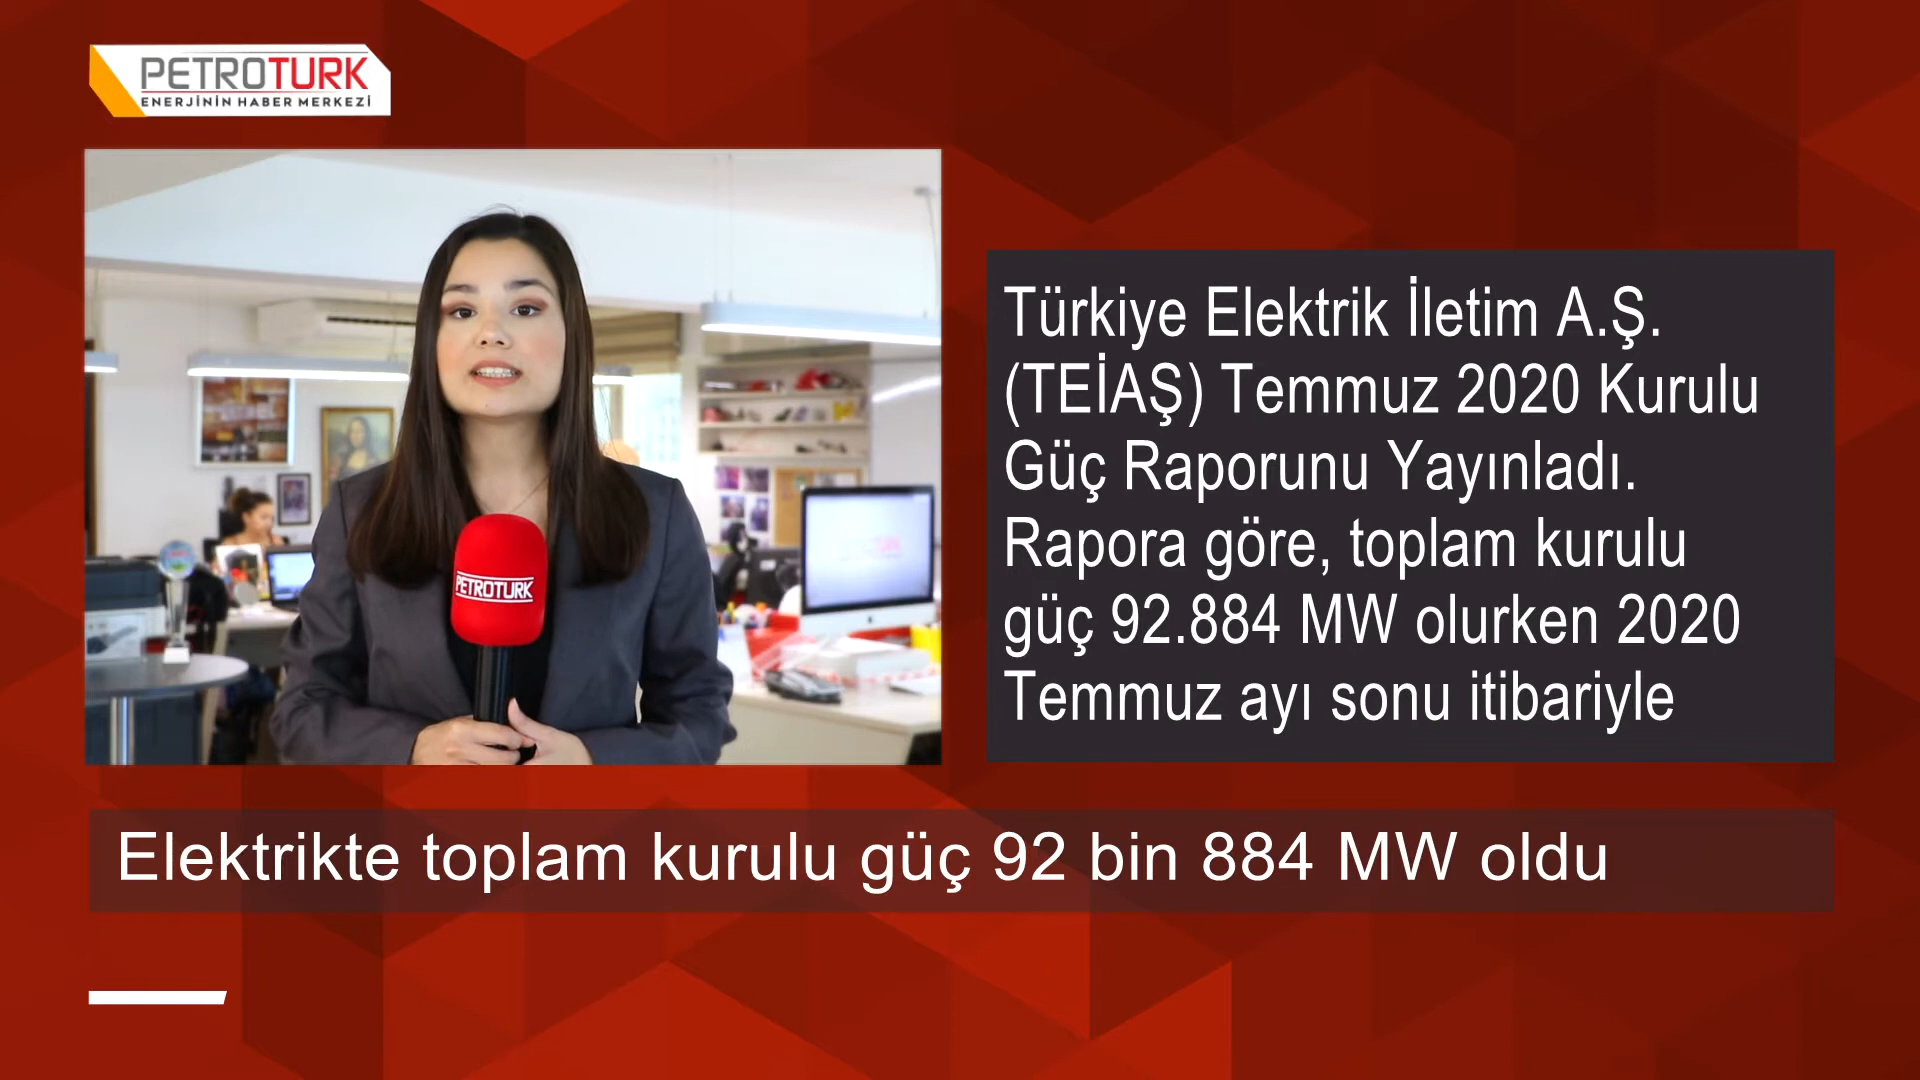 PETROTURK
ENERJİNİN HABER MERKEZİ
PETROTURK
Türkiye Elektrik İletim A.Ş.
(TEİAŞ) Temmuz 2020 Kurulu
Güç Raporunu Yayınladı.
Rapora göre, toplam kurulu
güç 92.884 MW olurken 2020
Temmuz ayı sonu itibariyle
Elektrikte toplam kurulu güç 92 bin 884 MW oldu